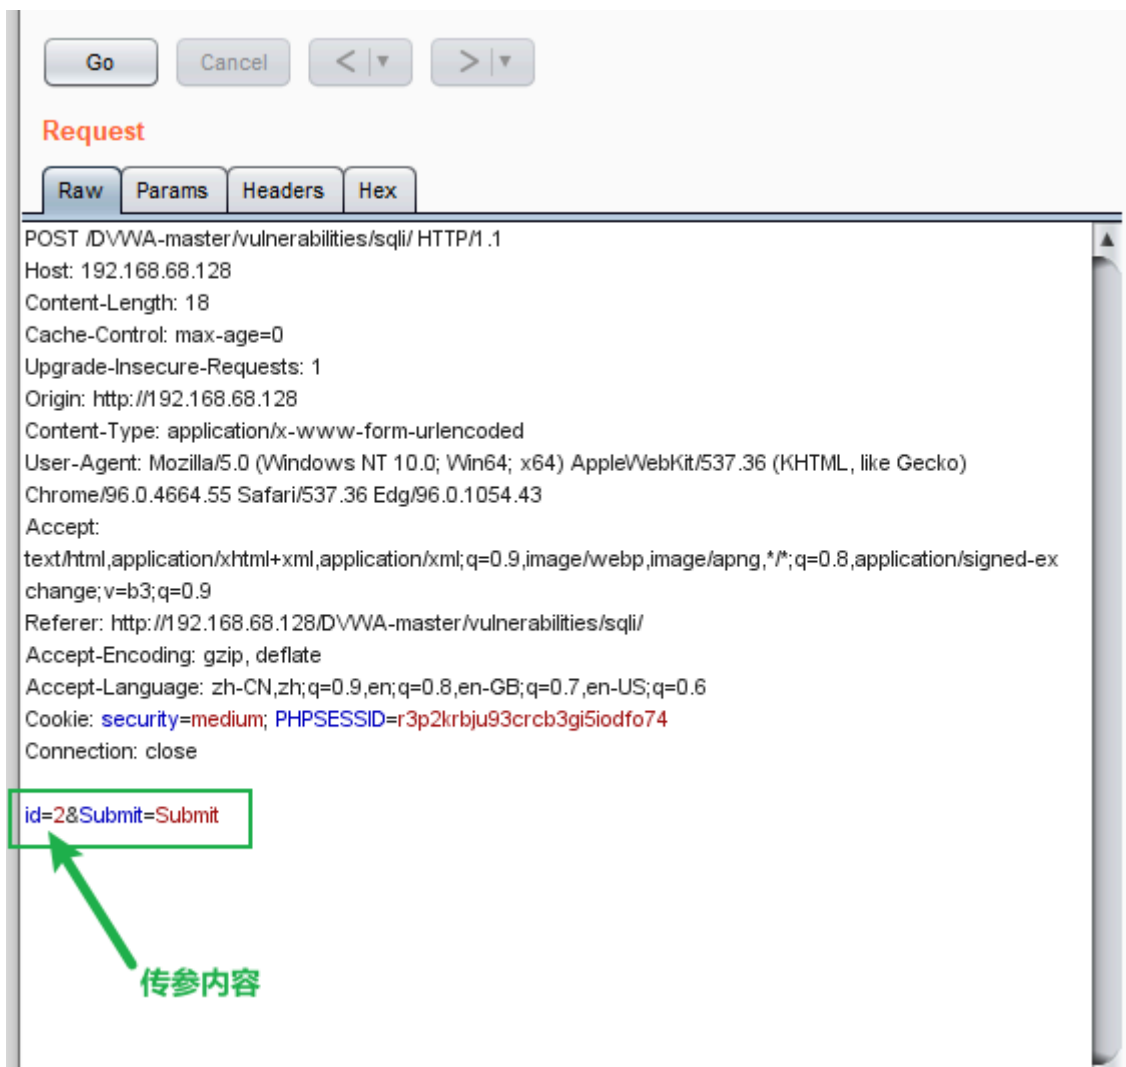 Go Cancel < ▼ > ▼
Request
Raw Params Headers Hex
POST /DVWA-master/vulnerabilities/sqli/ HTTP/1.1
Host: 192.168.68.128
Content-Length: 18
Cache-Control: max-age=0
Upgrade-Insecure-Requests: 1
Origin: http://192.168.68.128
Content-Type: application/x-www-form-urlencoded
User-Agent: Mozilla/5.0 (Windows NT 10.0; Win64; x64) AppleWebKit/537.36 (KHTML, like Gecko)
Chrome/96.0.4664.55 Safari/537.36 Edg/96.0.1054.43
Accept:
text/html,application/xhtml+xml,application/xml;q=0.9,image/webp,image/apng,*/*;q=0.8,application/signed-ex
change;v=b3;q=0.9
Referer: http://192.168.68.128/DVWA-master/vulnerabilities/sqli/
Accept-Encoding: gzip, deflate
Accept-Language: zh-CN,zh;q=0.9,en;q=0.8,en-GB;q=0.7,en-US;q=0.6
Cookie: security=medium; PHPSESSID=r3p2krbju93crcb3gi5iodfo74
Connection: close
id=2&Submit=Submit
传参内容